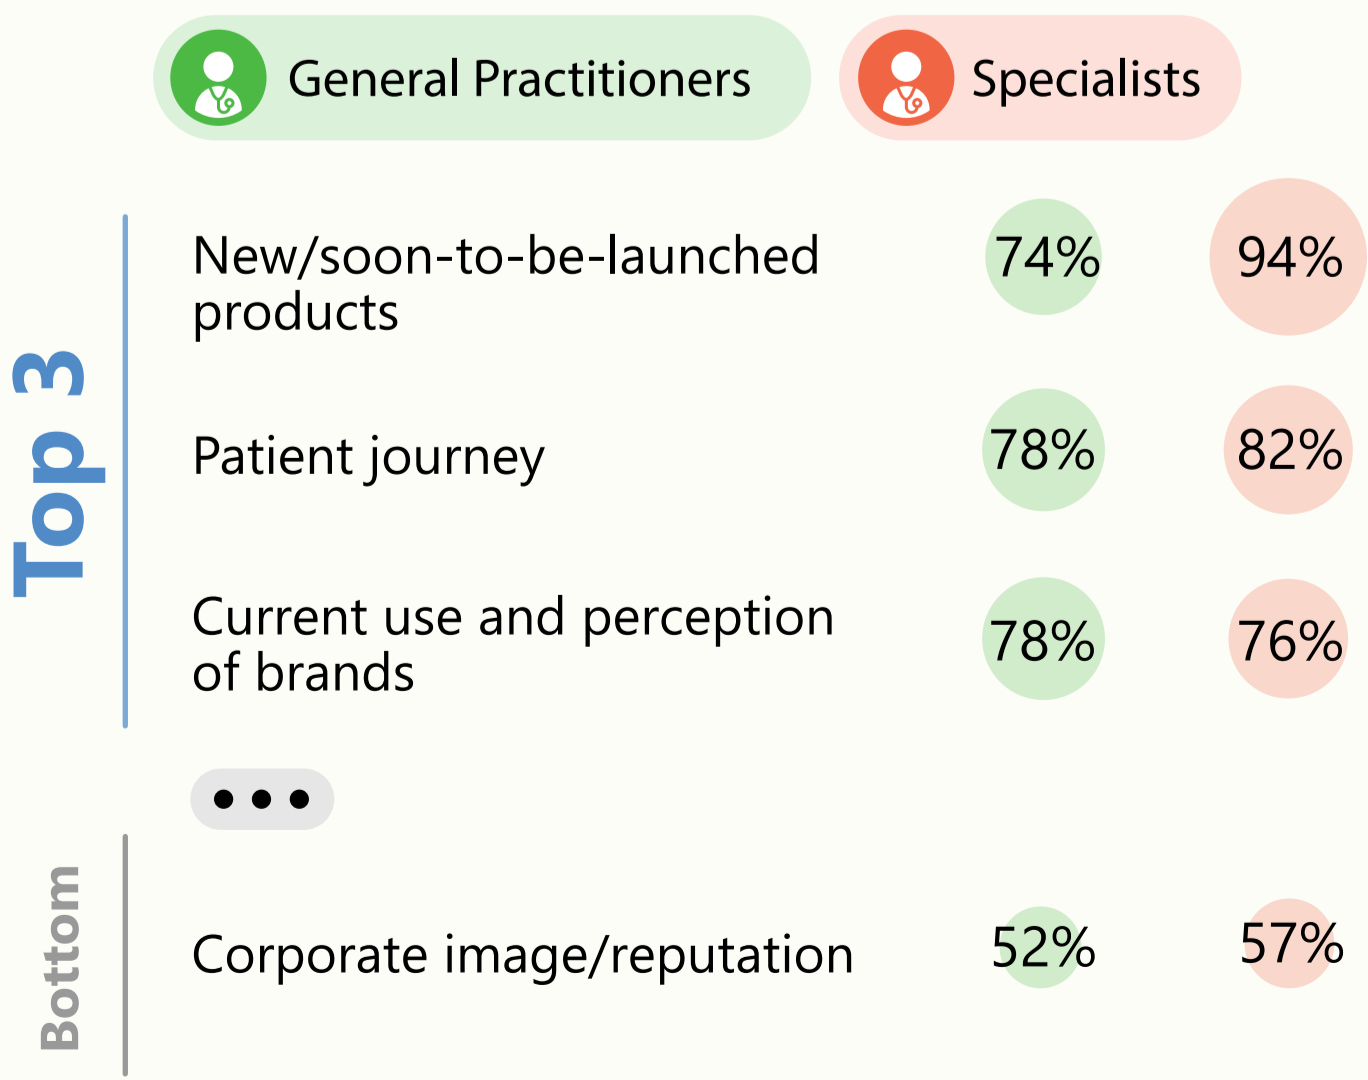 General Practitioners
Specialists
Top 3
New/soon-to-be-launched
products
74%
94%
Patient journey
78%
82%
Current use and perception
of brands
78%
76%
•••
Bottom
Corporate image/reputation
52%
57%